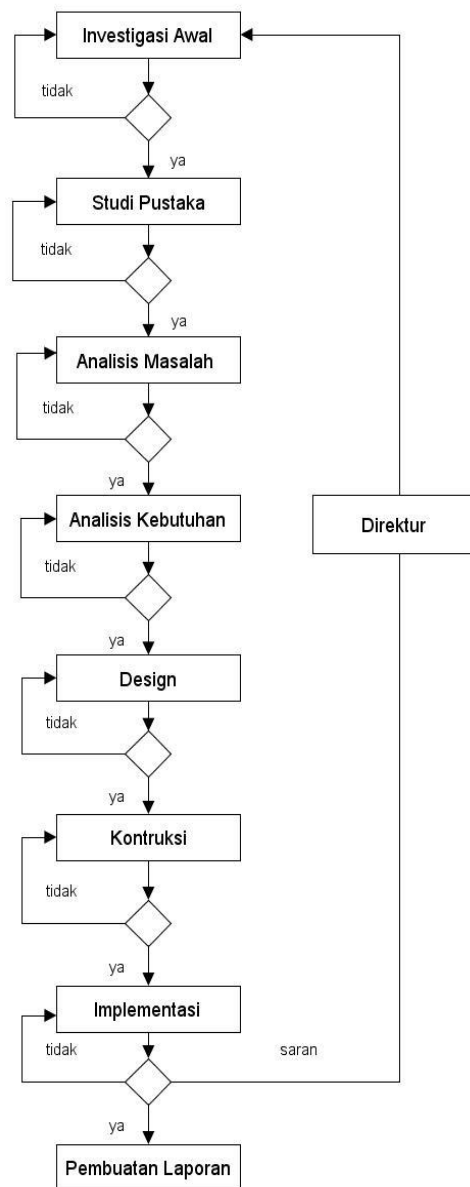 Investigasi Awal
tidak
ya
Studi Pustaka
tidak
ya
Analisis Masalah
tidak
ya
Analisis Kebutuhan
Direktur
tidak
ya
Design
tidak
ya
Kontruksi
tidak
ya
Implementasi
tidak
saran
ya
Pembuatan Laporan